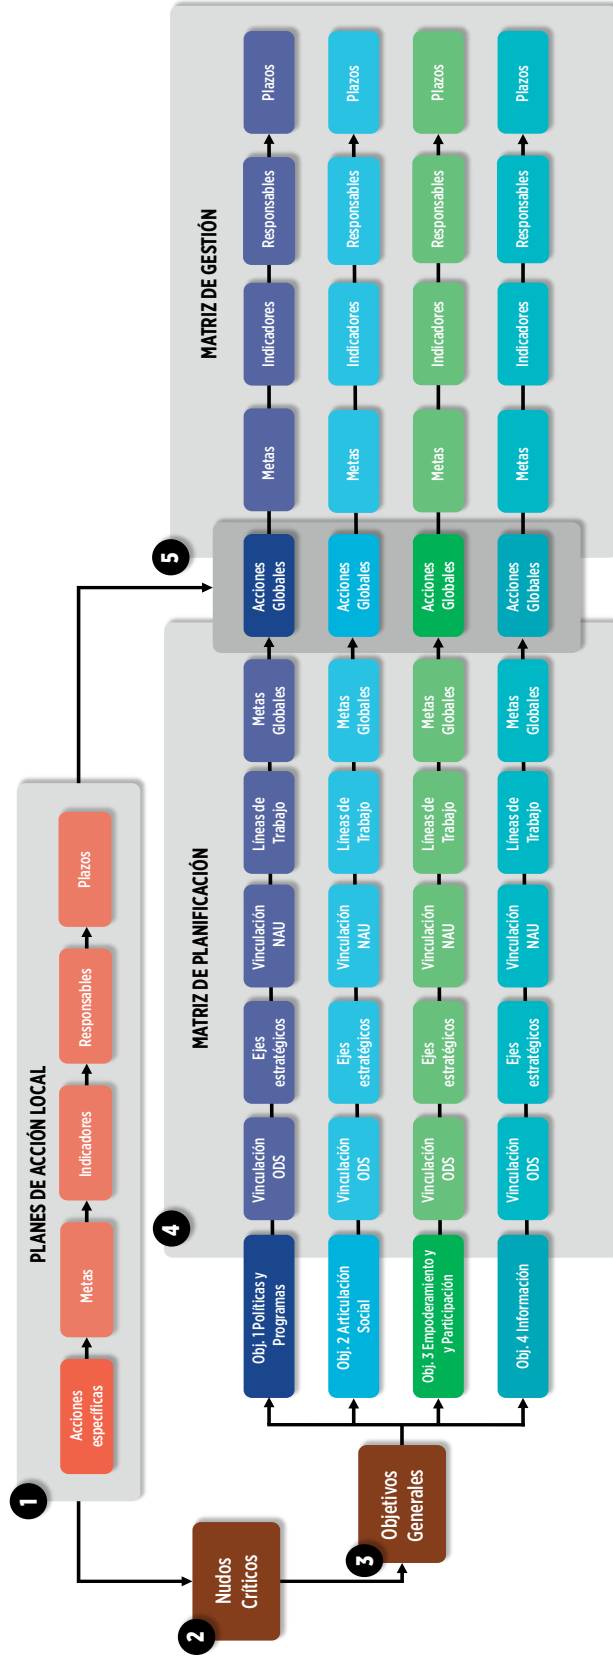 1
PLANES DE ACCIÓN LOCAL
Acciones
específicas
Metas
Indicadores
Responsables
Plazos
2
Nudos
Críticos
3
Objetivos
Generales
4
MATRIZ DE PLANIFICACIÓN
5
MATRIZ DE GESTIÓN
Obj. 1 Políticas y
Programas
Vinculación
ODS
Ejes
estratégicos
Vinculación
NAU
Líneas de
Trabajo
Metas
Globales
Acciones
Globales
Metas
Indicadores
Responsables
Plazos
Obj. 2 Articulación
Social
Vinculación
ODS
Ejes
estratégicos
Vinculación
NAU
Líneas de
Trabajo
Metas
Globales
Acciones
Globales
Metas
Indicadores
Responsables
Plazos
Obj. 3 Empoderamiento
y Participación
Vinculación
ODS
Ejes
estratégicos
Vinculación
NAU
Líneas de
Trabajo
Metas
Globales
Acciones
Globales
Metas
Indicadores
Responsables
Plazos
Obj. 4 Información
Vinculación
ODS
Ejes
estratégicos
Vinculación
NAU
Líneas de
Trabajo
Metas
Globales
Acciones
Globales
Metas
Indicadores
Responsables
Plazos